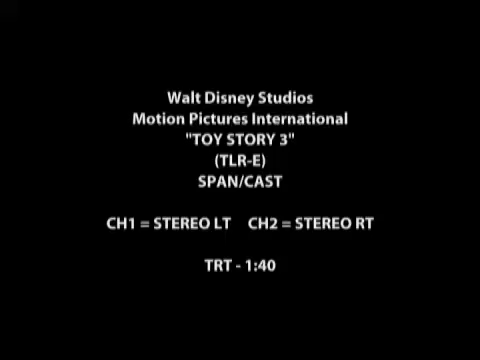 Walt Disney Studios
Motion Pictures International
"TOY STORY 3"
(TLR-E)
SPAN/CAST
CH1 = STEREO LT CH2 = STEREO RT
TRT - 1:40